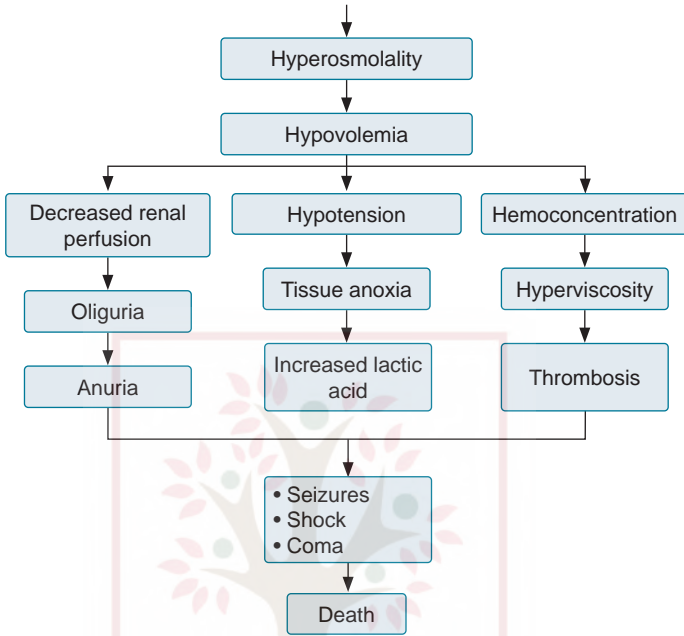 Hyperosmolality
Hypovolemia
Decreased renal
perfusion
Hypotension
Hemoconcentration
Oliguria
Tissue anoxia
Hyperviscosity
Anuria
Increased lactic
acid
Thrombosis
• Seizures
• Shock
• Coma
Death